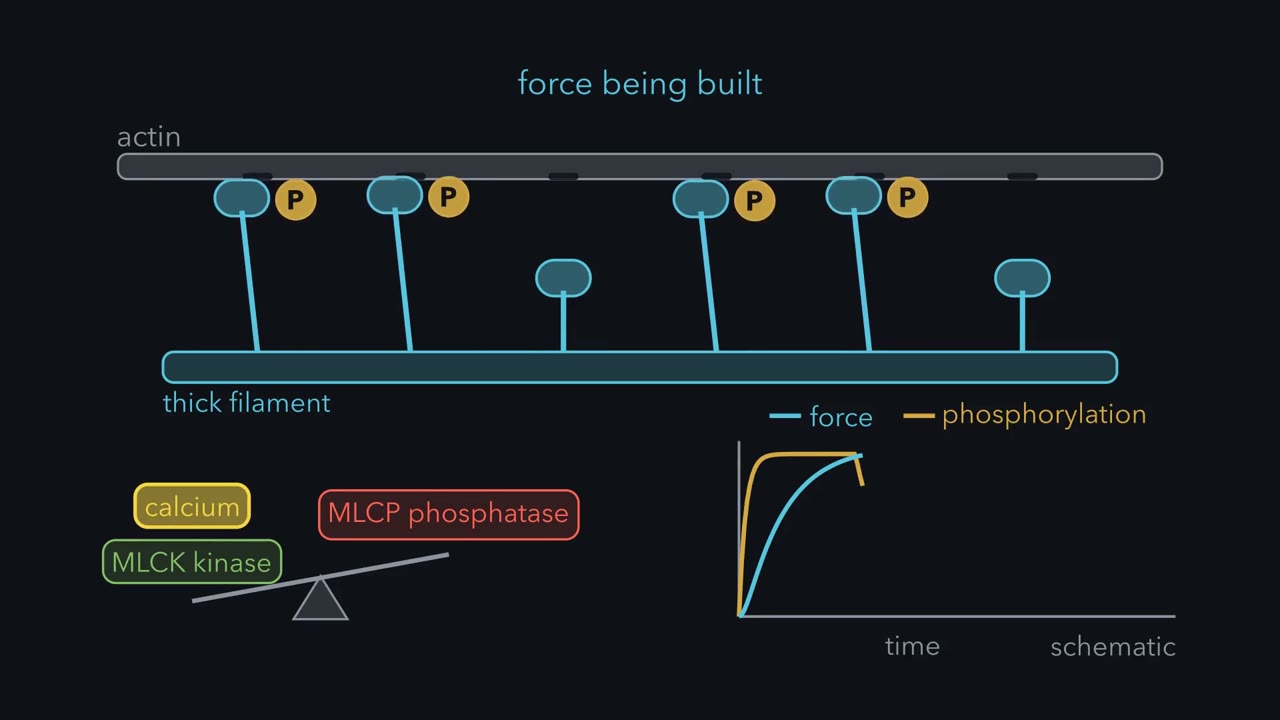 force being built
actin
P
P
P
P
thick filament
force
phosphorylation
calcium
MLCP phosphatase
MLCK kinase
time
schematic